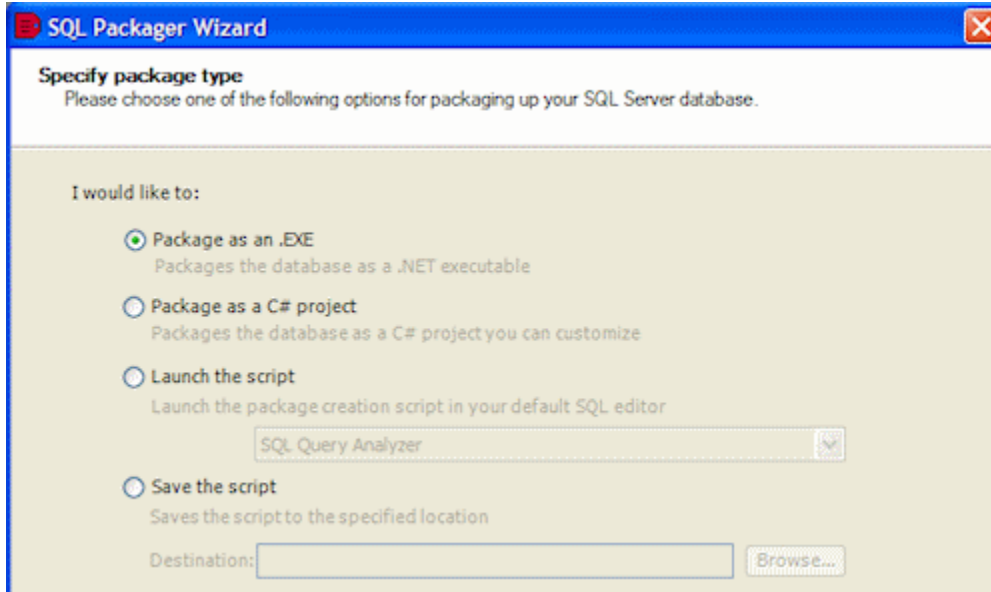 SQL Packager Wizard
Specify package type
Please choose one of the following options for packaging up your SQL Server database.
I would like to:
Package as an .EXE
Packages the database as a .NET executable
Package as a C# project
Packages the database as a C# project you can customize
Launch the script
Launch the package creation script in your default SQL editor
SQL Query Analyzer
Save the script
Saves the script to the specified location
Destination:
Browse...